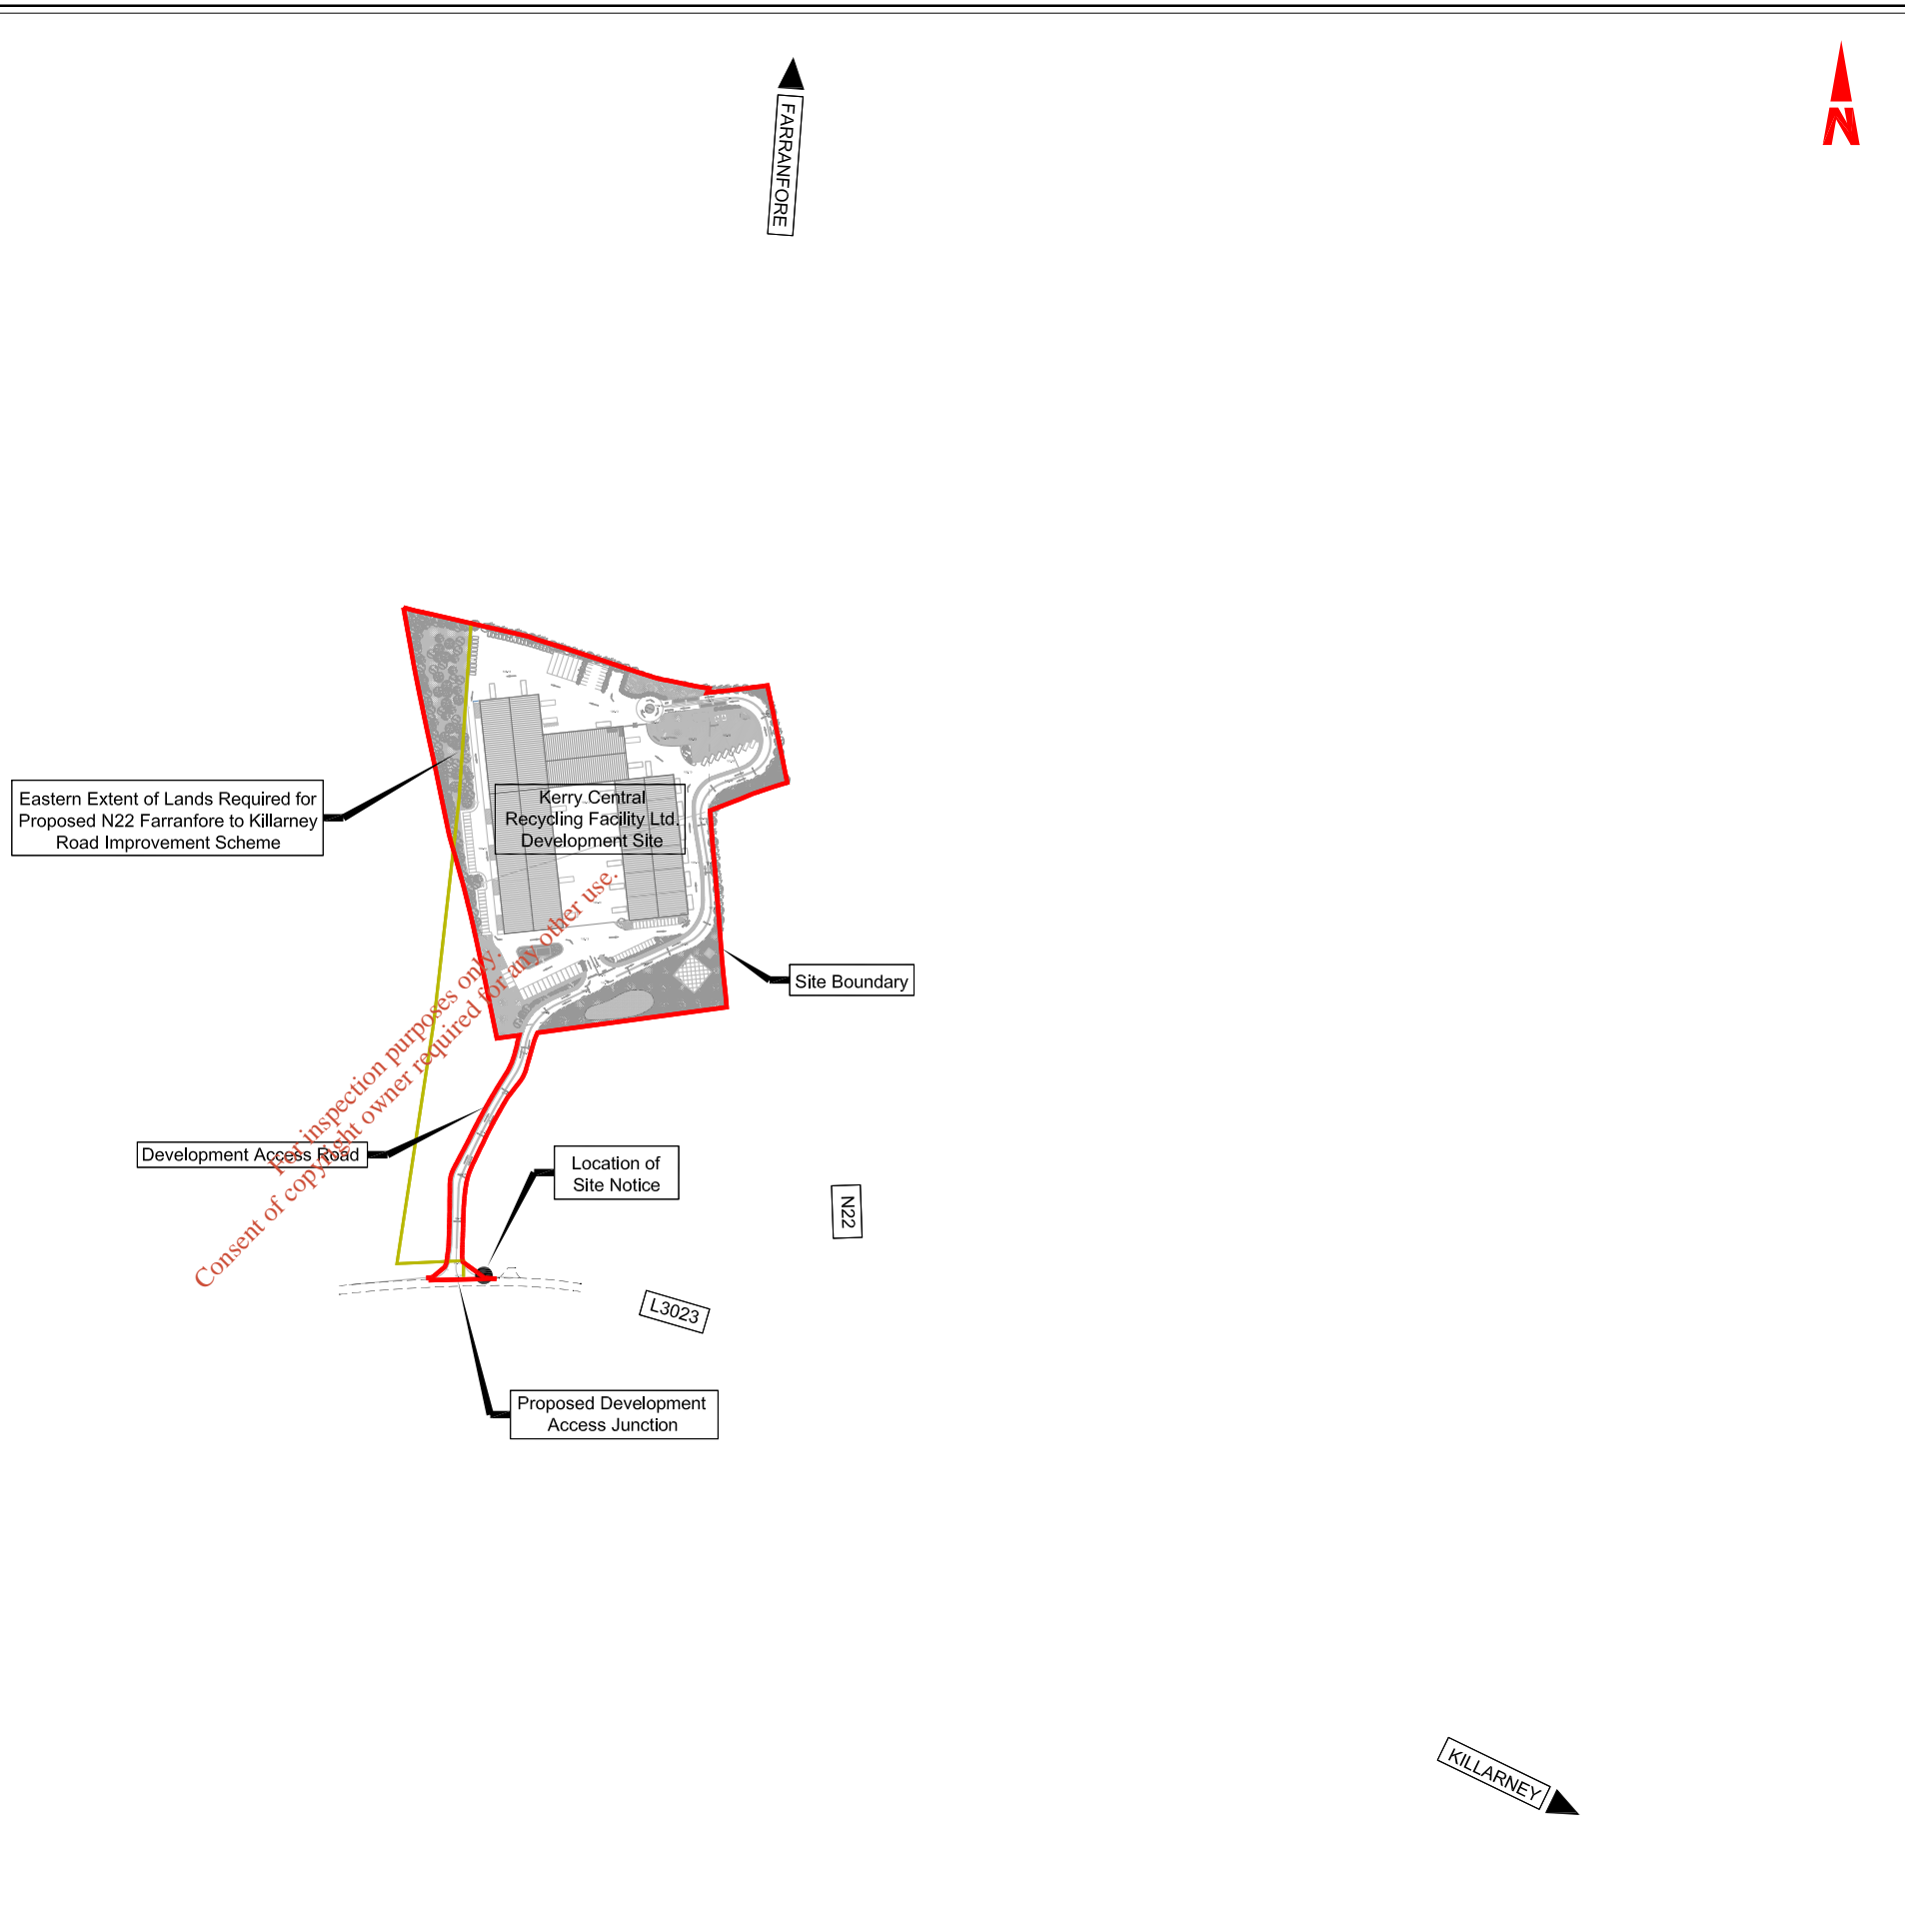 N
FARRANFORE
Eastern Extent of Lands Required for
Proposed N22 Farranfore to Killarney
Road Improvement Scheme
Kerry Central
Recycling Facility Ltd.
Development Site
Site Boundary
For inspection purposes only.
Consent of copyright owner required for any other use.
Development Access Road
Location of
Site Notice
N22
L3023
Proposed Development
Access Junction
KILLARNEY